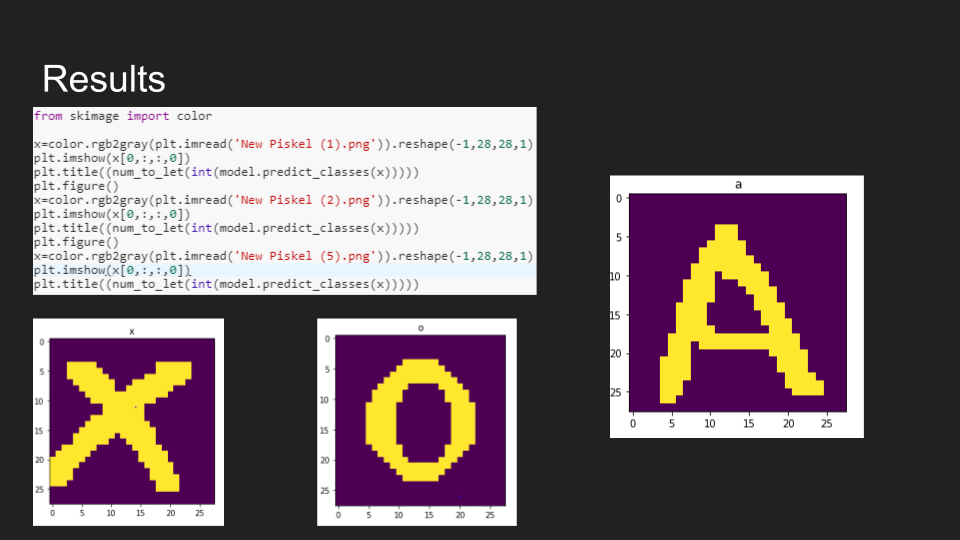 Results
from skimage import color
x=color.rgb2gray(plt.imread('New Piskel (1).png')).reshape(-1,28,28,1)
plt.imshow(x[0,:,:,0])
plt.title((num_to_let(int(model.predict_classes(x)))))
plt.figure()
x=color.rgb2gray(plt.imread('New Piskel (2).png')).reshape(-1,28,28,1)
plt.imshow(x[0,:,:,0])
plt.title((num_to_let(int(model.predict_classes(x)))))
plt.figure()
x=color.rgb2gray(plt.imread('New Piskel (5).png')).reshape(-1,28,28,1)
plt.imshow(x[0,:,:,0])
plt.title((num_to_let(int(model.predict_classes(x)))))
x
0
5
10
15
20
25
0 5 10 15 20 25
o
0
5
10
15
20
25
0 5 10 15 20 25
a
0
5
10
15
20
25
0 5 10 15 20 25